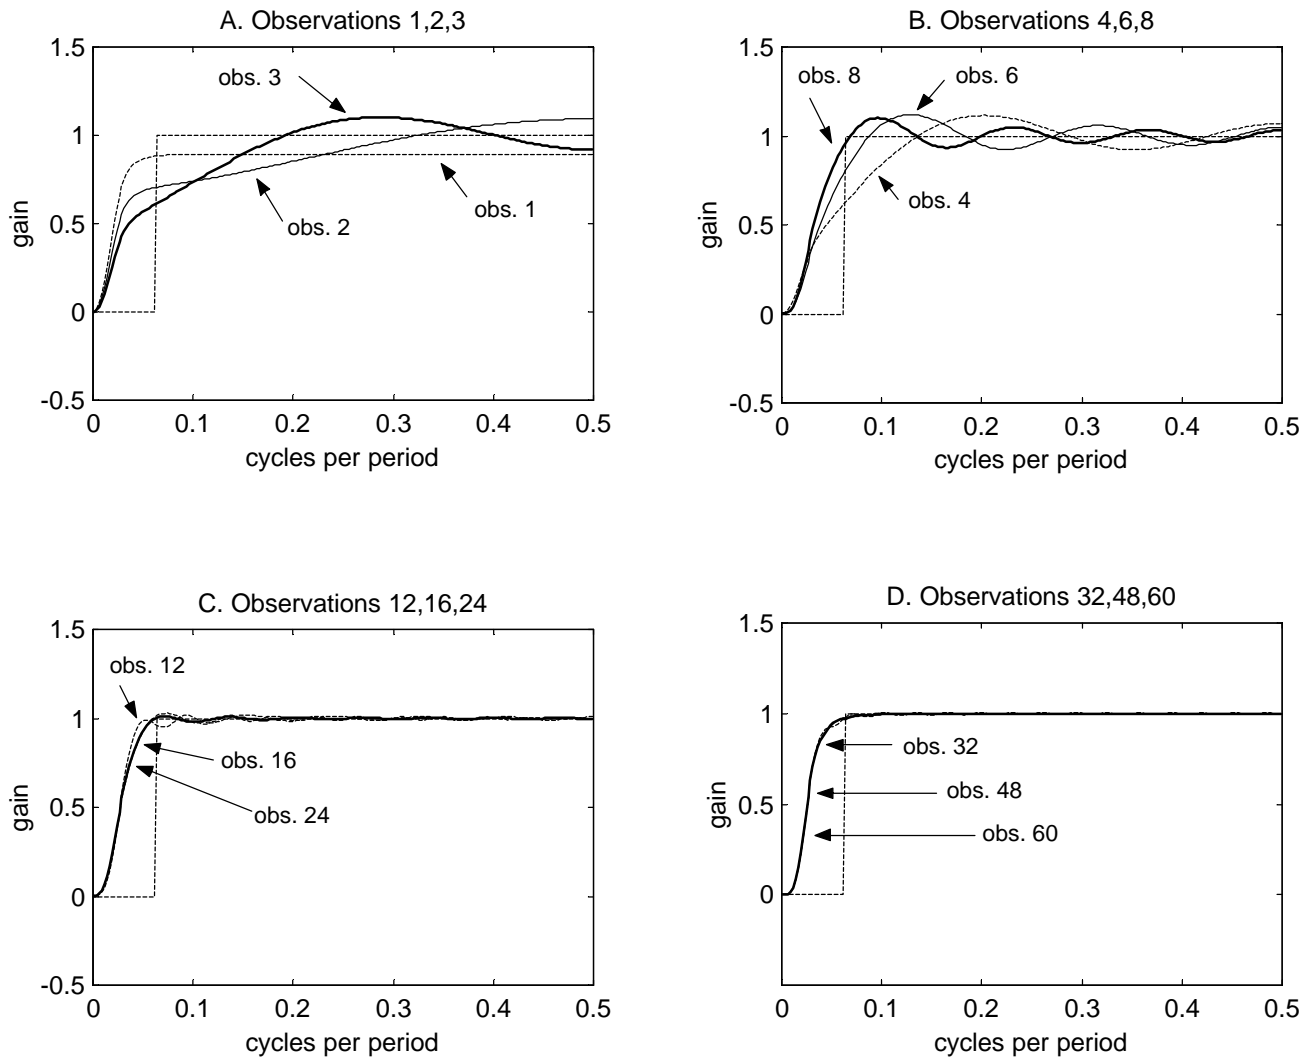 A. Observations 1,2,3
1.5
1
0.5
0
-0.5
gain
obs. 3
obs. 2
obs. 1
0 0.1 0.2 0.3 0.4 0.5
cycles per period
B. Observations 4,6,8
1.5
1
0.5
0
-0.5
gain
obs. 8
obs. 6
obs. 4
0 0.1 0.2 0.3 0.4 0.5
cycles per period
C. Observations 12,16,24
1.5
1
0.5
0
-0.5
gain
obs. 12
obs. 16
obs. 24
0 0.1 0.2 0.3 0.4 0.5
cycles per period
D. Observations 32,48,60
1.5
1
0.5
0
-0.5
gain
obs. 32
obs. 48
obs. 60
0 0.1 0.2 0.3 0.4 0.5
cycles per period